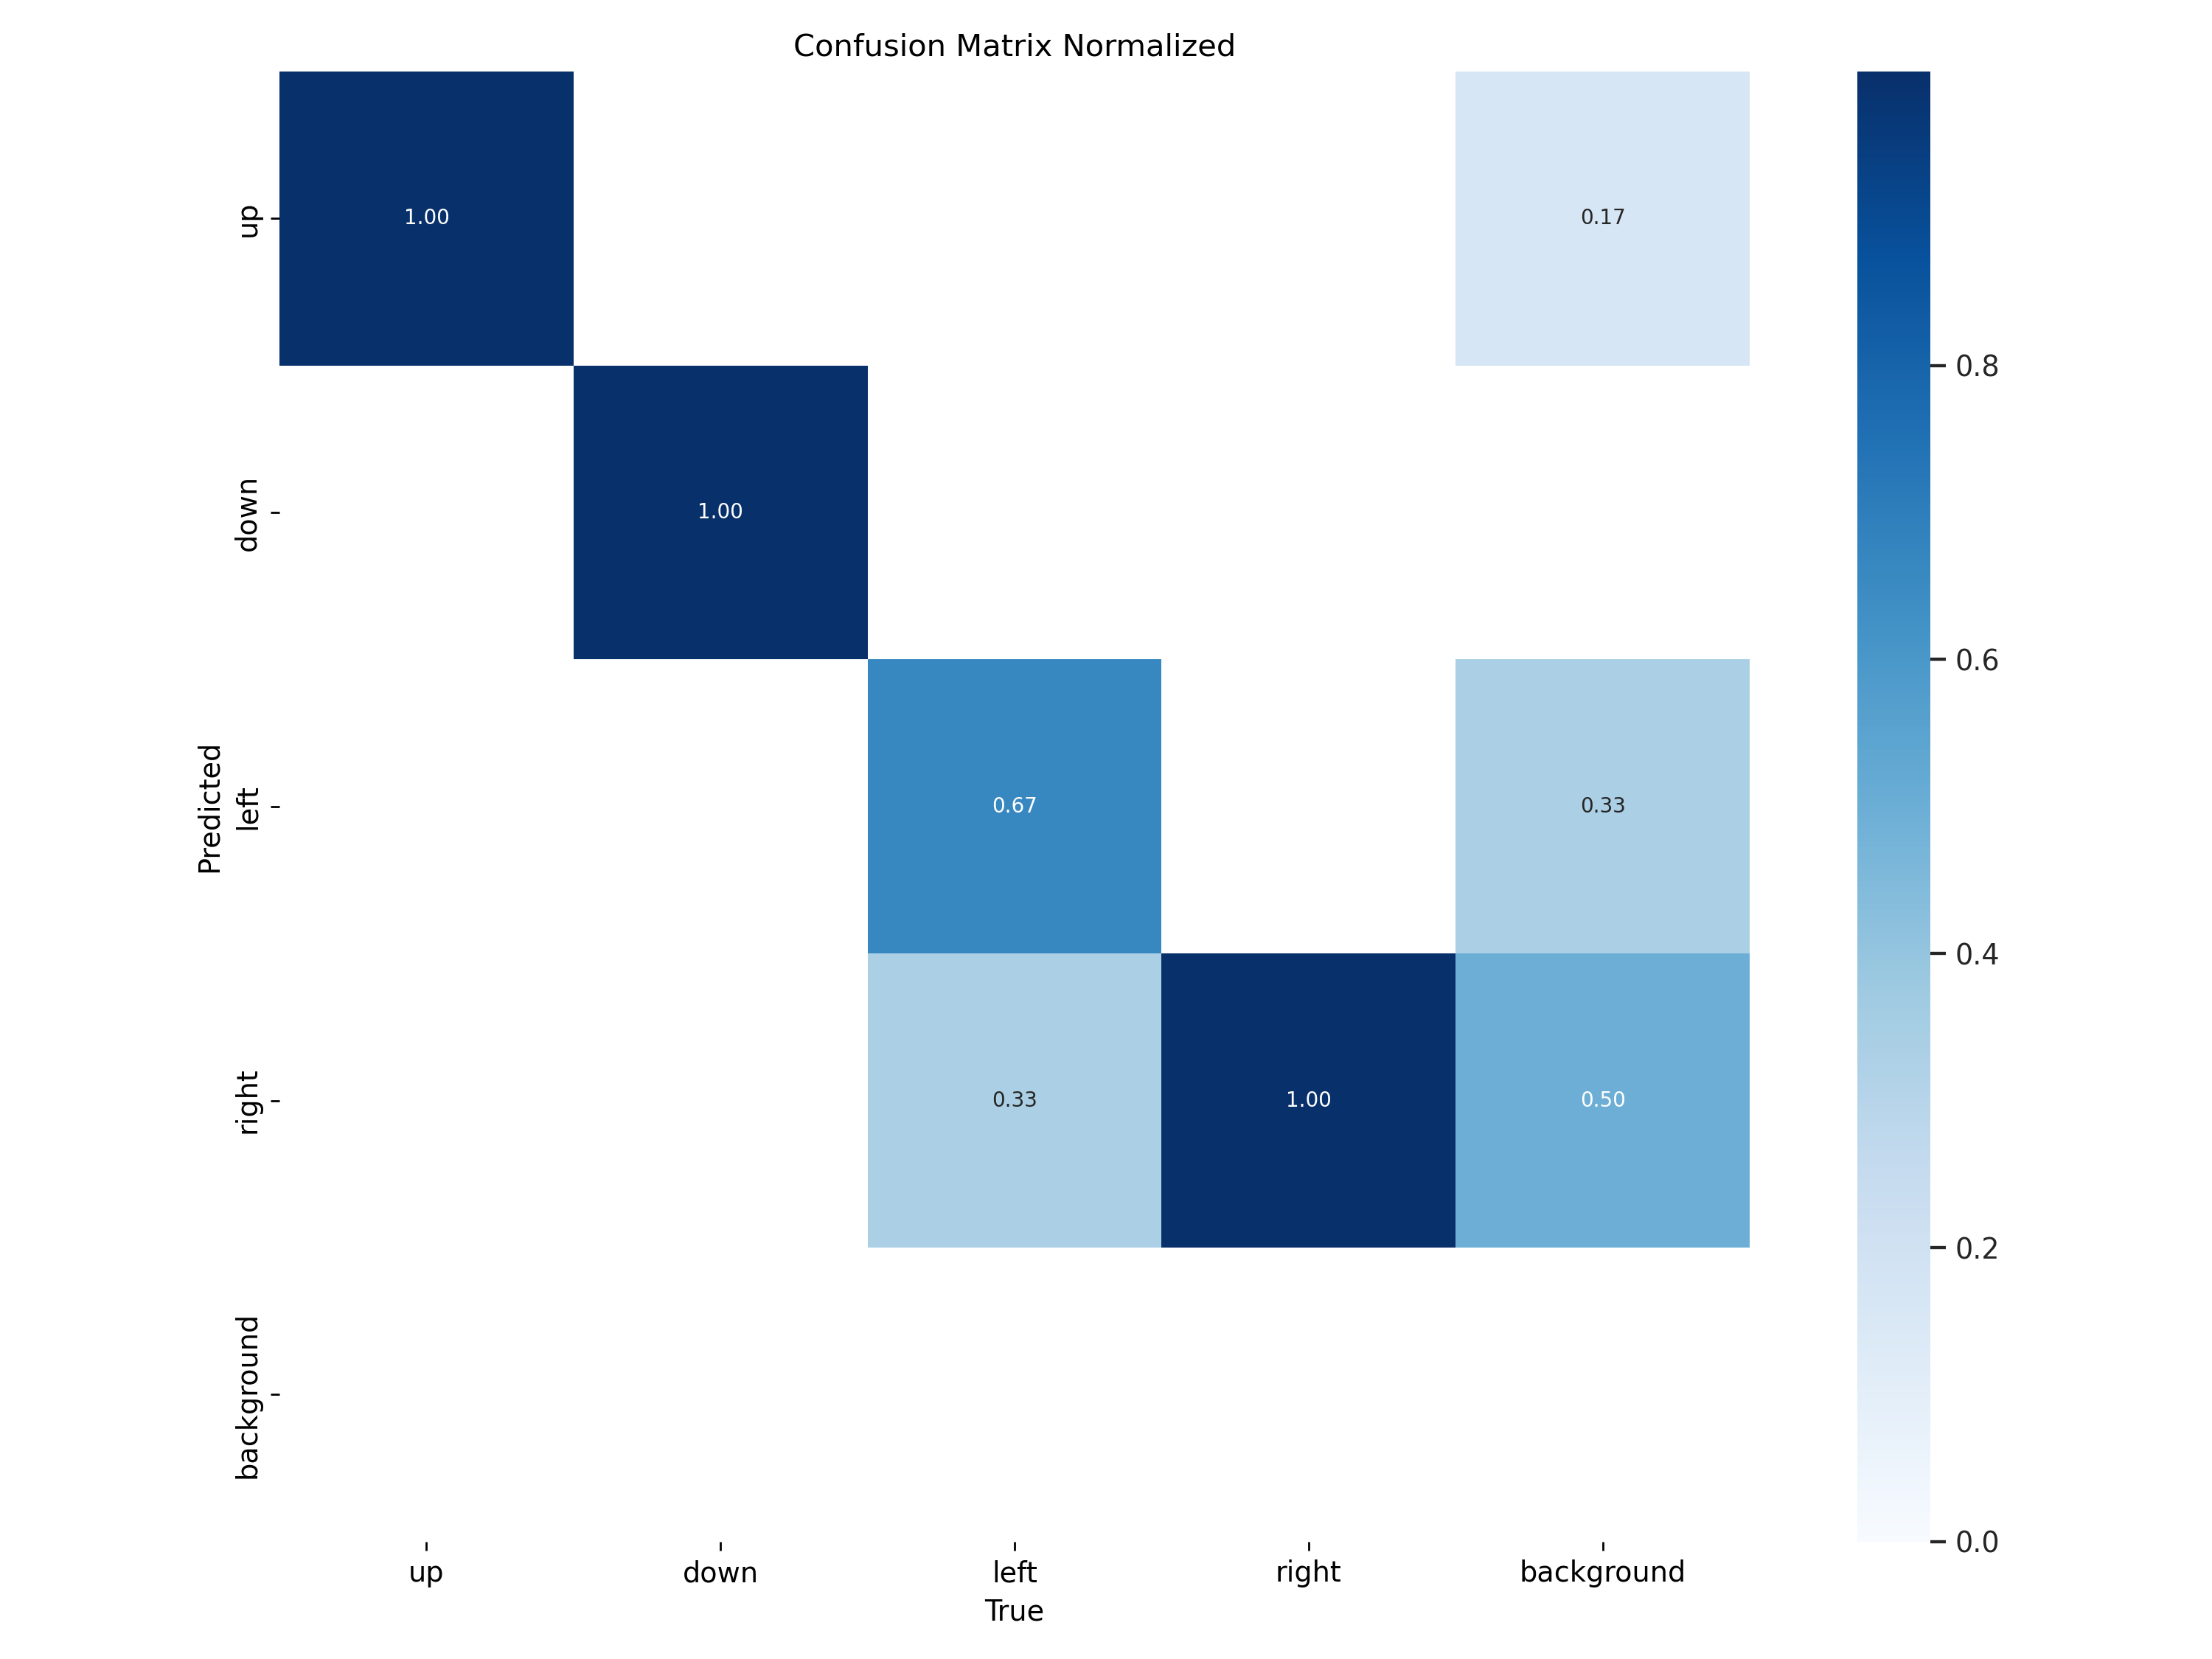 Confusion Matrix Normalized
up
1.00
0.17
down
1.00
left
0.67
0.33
right
0.33
1.00
0.50
background
Predicted
up
down
left
right
background
True
0.8
0.6
0.4
0.2
0.0